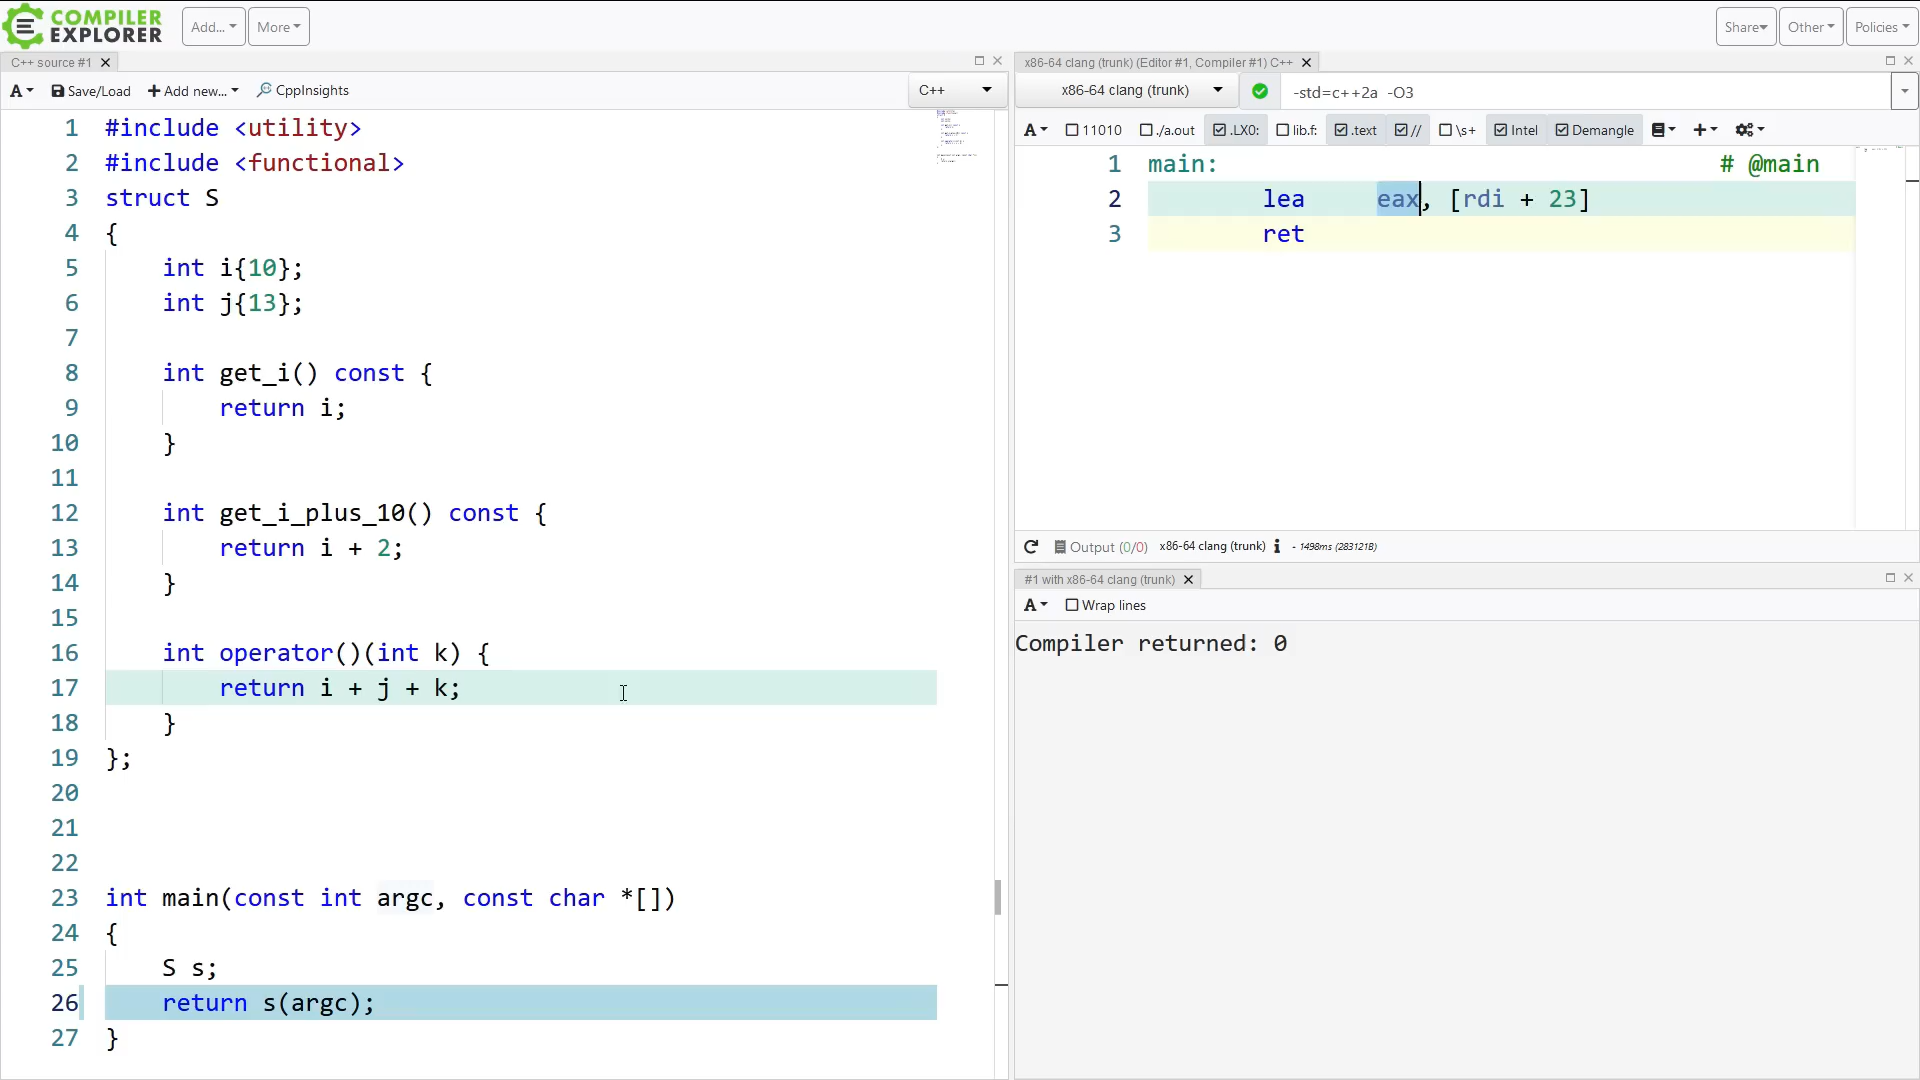 COMPILER
EXPLORER
Add...
More
Share
Other
Policies
C++ source #1
A
Save/Load
Add new...
CppInsights
C++
1 #include <utility>
2 #include <functional>
3 struct S
4 {
5 int i{10};
6 int j{13};
7
8 int get_i() const {
9 return i;
10 }
11
12 int get_i_plus_10() const {
13 return i + 2;
14 }
15
16 int operator()(int k) {
17 return i + j + k;
18 }
19 };
20
21
22
23 int main(const int argc, const char *[])
24 {
25 S s;
26 return s(argc);
27 }
x86-64 clang (trunk) (Editor #1, Compiler #1) C++
x86-64 clang (trunk)
-std=c++2a -O3
A
11010
./a.out
.LX0:
lib.f:
.text
//
\s+
Intel
Demangle
1 main: # @main
2 lea eax, [rdi + 23]
3 ret
Output (0/0)
x86-64 clang (trunk)
- 1498ms (283121B)
#1 with x86-64 clang (trunk)
A
Wrap lines
Compiler returned: 0